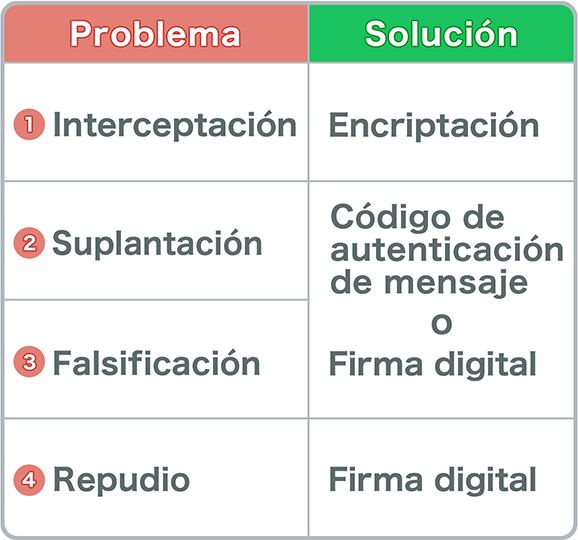 Problema Solución
1 Interceptación Encriptación
2 Suplantación
Código de
autenticación
de mensaje
o
3 Falsificación Firma digital
4 Repudio Firma digital